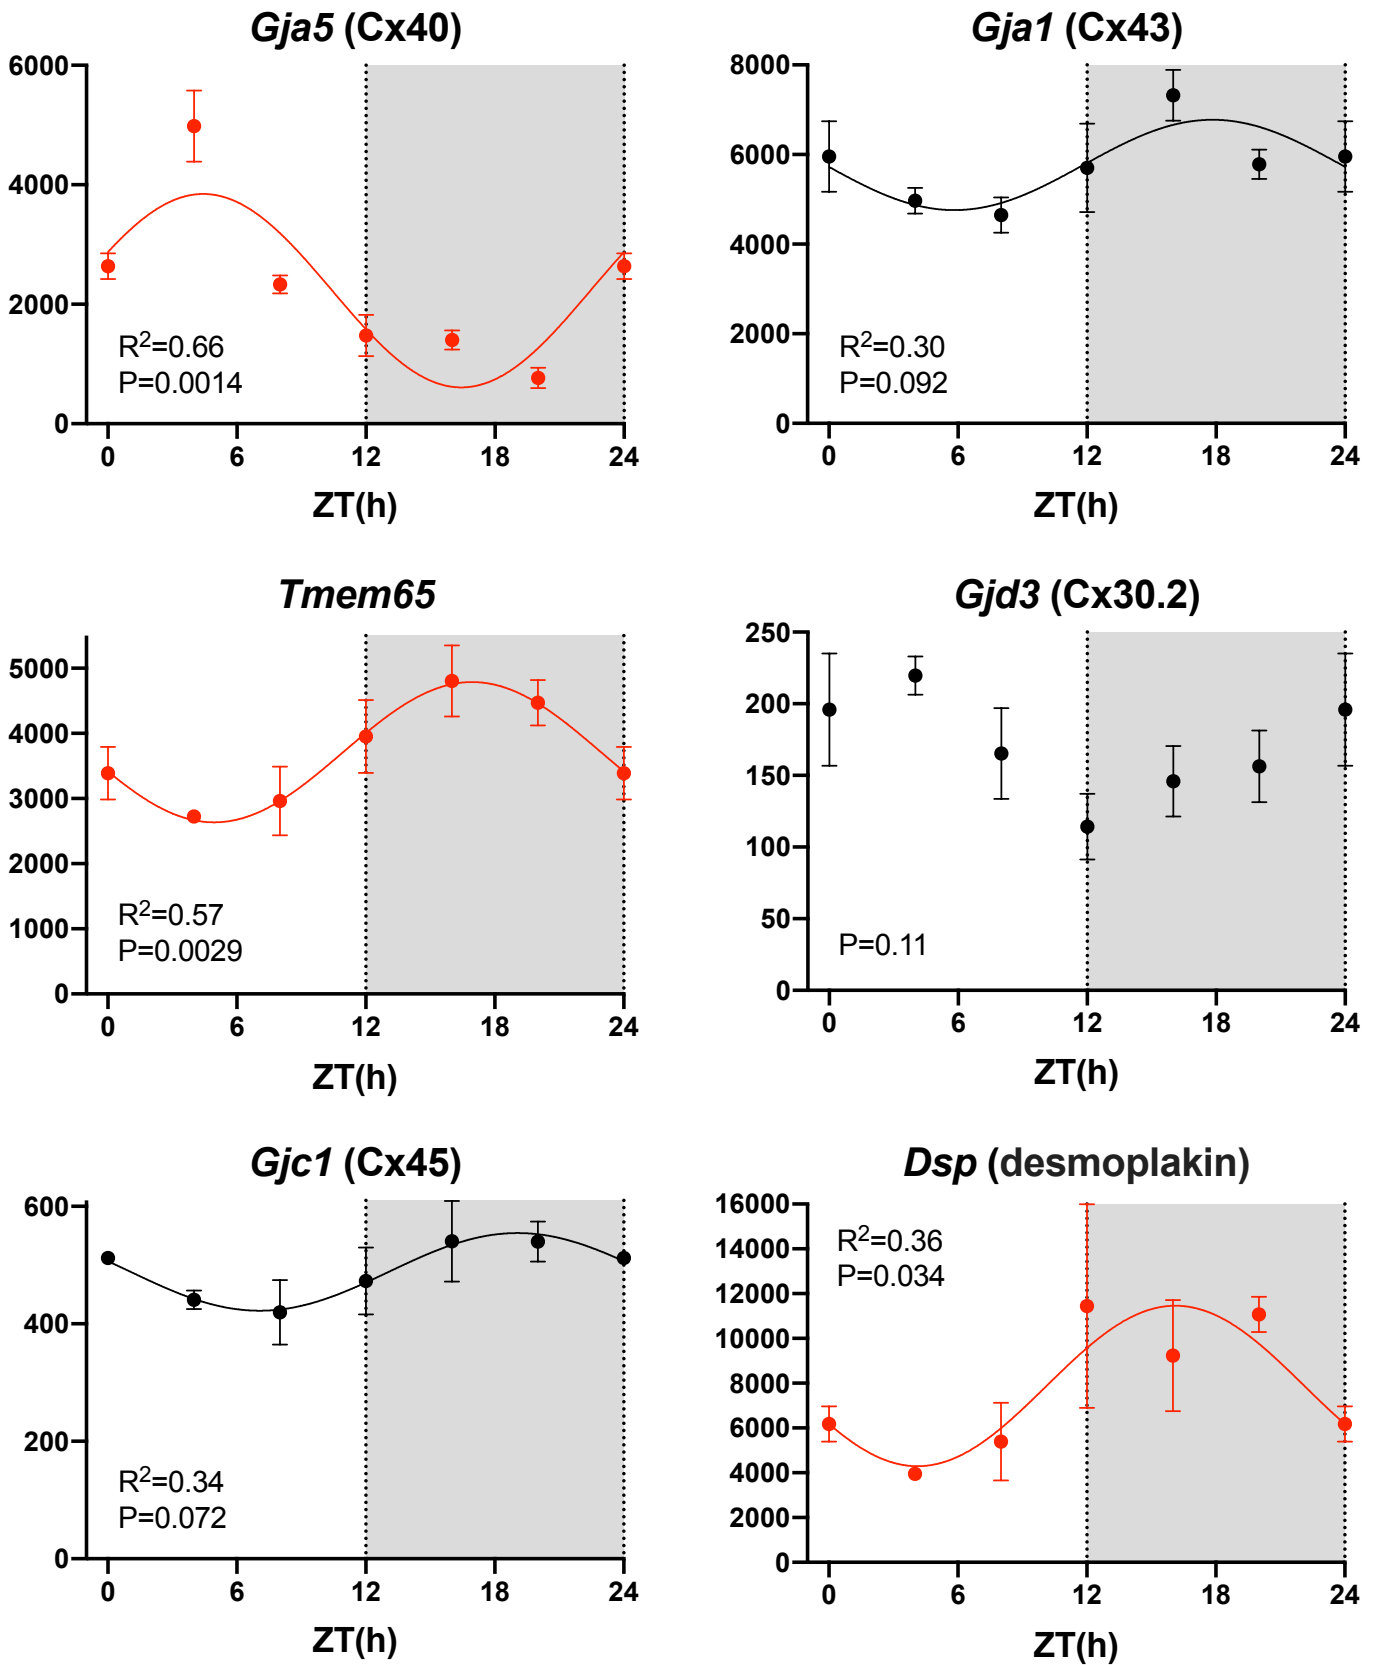 Gja5 (Cx40)
6000
4000
2000
0
R²=0.66
P=0.0014
0 6 12 18 24
ZT(h)
Gja1 (Cx43)
8000
6000
4000
2000
0
R²=0.30
P=0.092
0 6 12 18 24
ZT(h)
Tmem65
5000
4000
3000
2000
1000
0
R²=0.57
P=0.0029
0 6 12 18 24
ZT(h)
Gjd3 (Cx30.2)
250
200
150
100
50
0
P=0.11
0 6 12 18 24
ZT(h)
Gjc1 (Cx45)
600
400
200
0
R²=0.34
P=0.072
0 6 12 18 24
ZT(h)
Dsp (desmoplakin)
16000
14000
12000
10000
8000
6000
4000
2000
0
R²=0.36
P=0.034
0 6 12 18 24
ZT(h)